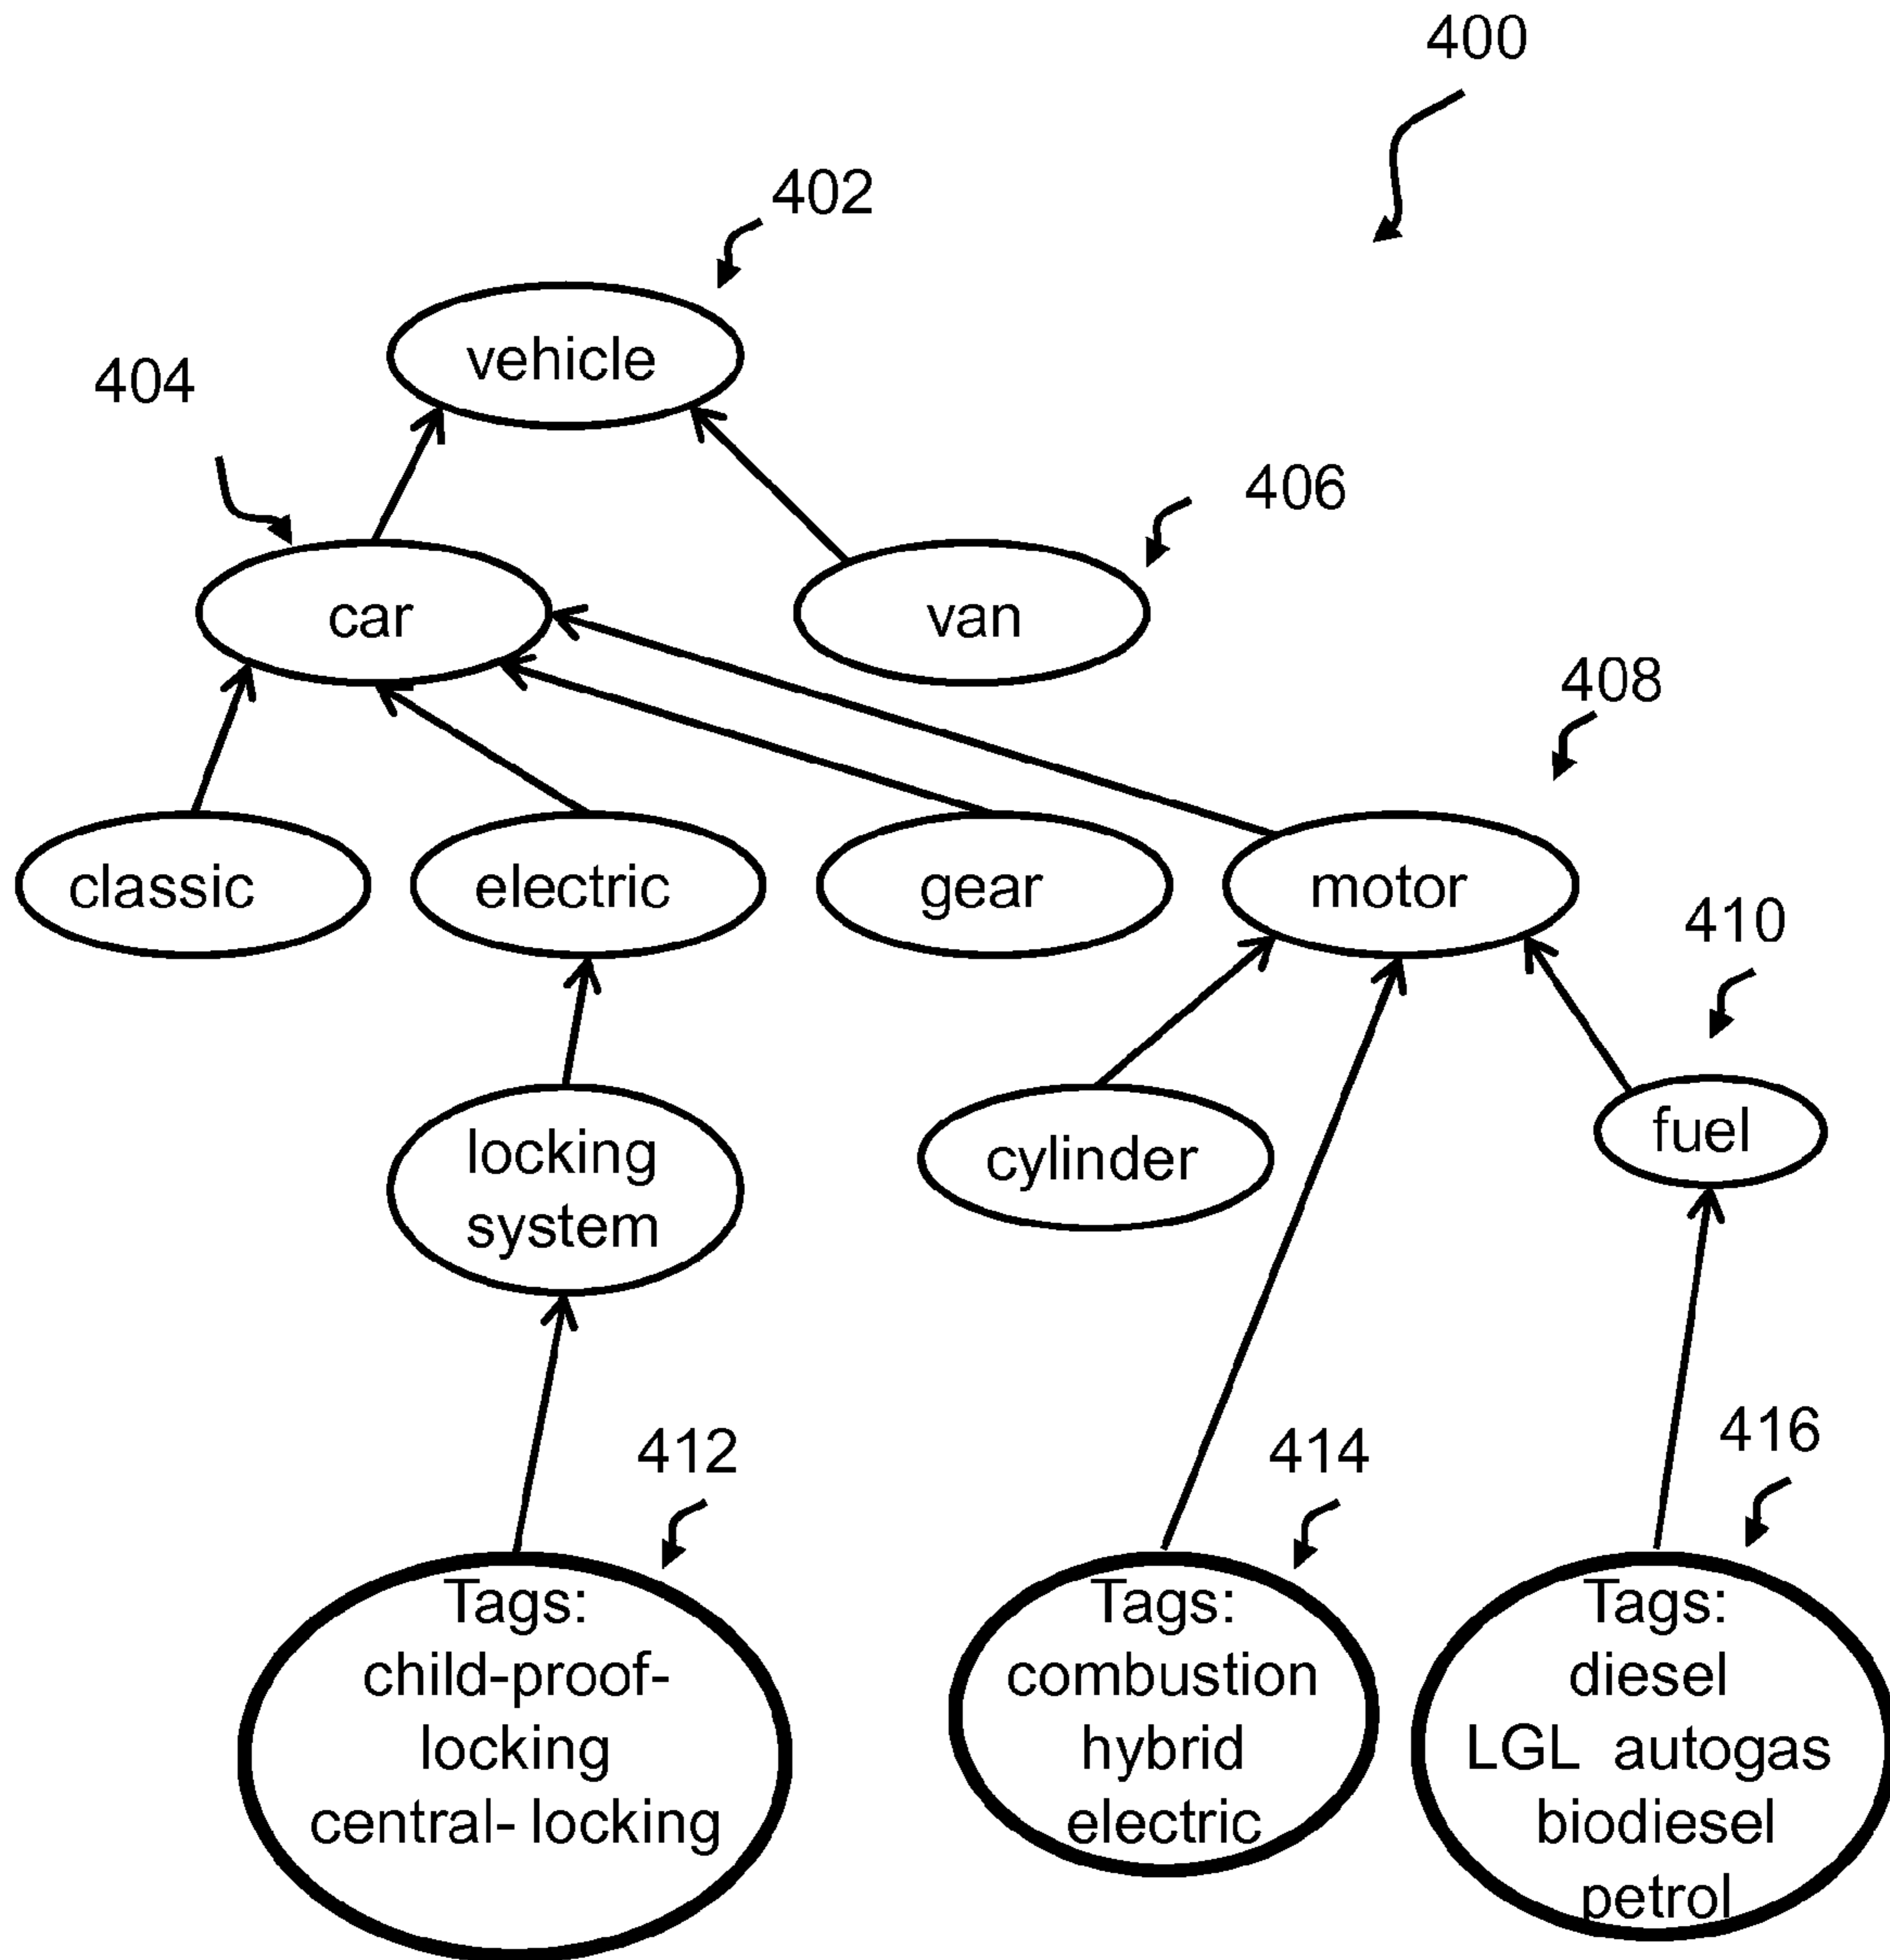 400
402
vehicle
404
406
car
van
408
classic
electric
gear
motor
410
locking
system
cylinder
fuel
412
414
416
Tags:
child-proof-
locking
central- locking
Tags:
combustion
hybrid
electric
Tags:
diesel
LGL autogas
biodiesel
petrol